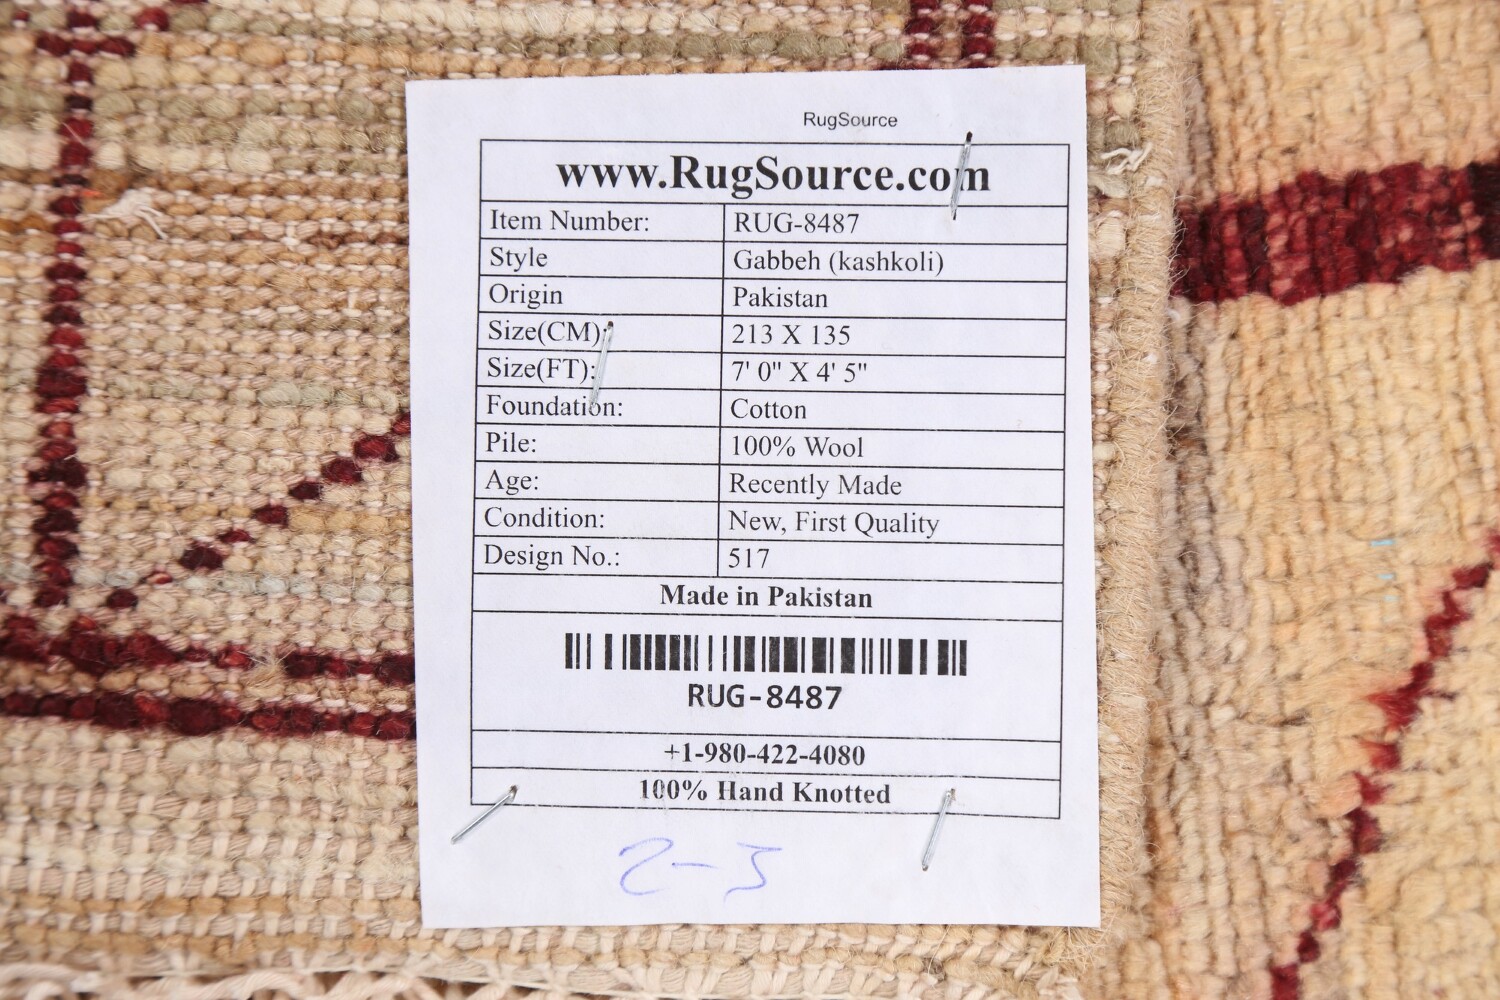 RugSource
www.RugSource.com
Item Number: RUG-8487
Style Gabbeh (kashkoli)
Origin Pakistan
Size(CM): 213 X 135
Size(FT): 7' 0" X 4' 5"
Foundation: Cotton
Pile: 100% Wool
Age: Recently Made
Condition: New, First Quality
Design No.: 517
Made in Pakistan
RUG-8487
+1-980-422-4080
100% Hand Knotted
2-3